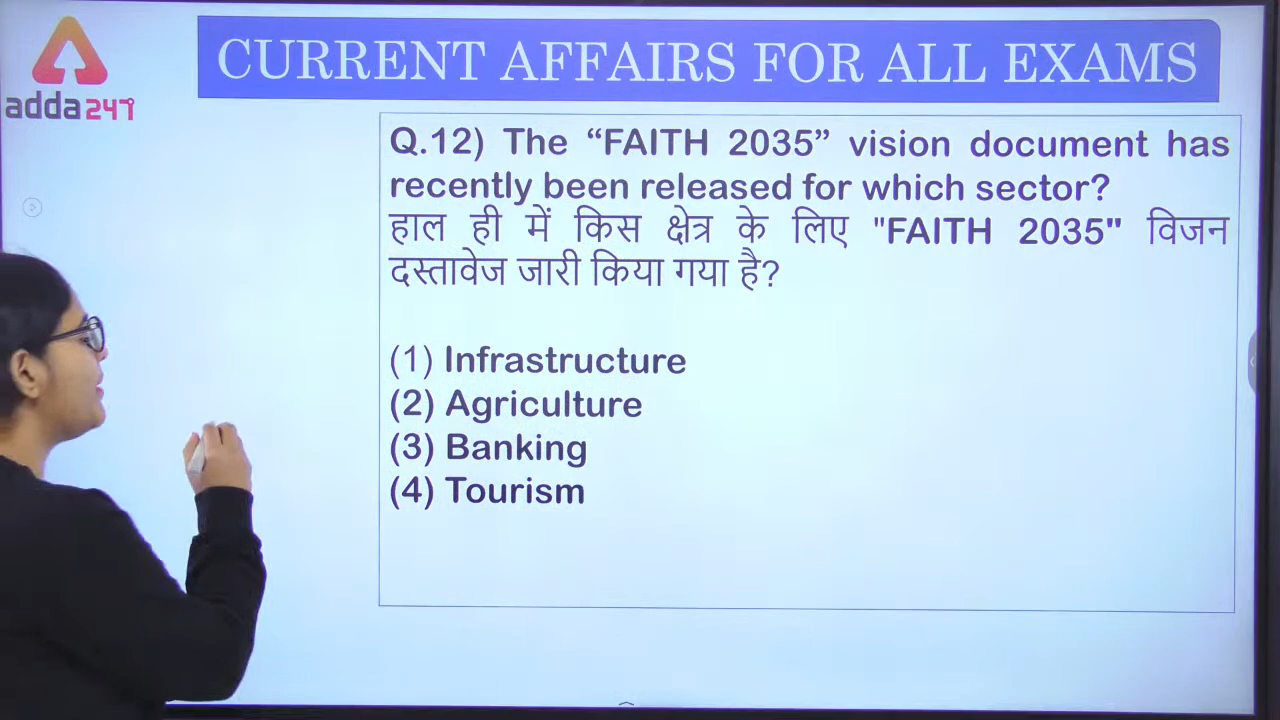 CURRENT AFFAIRS FOR ALL EXAMS
adda247
Q.12) The “FAITH 2035” vision document has
recently been released for which sector?
हाल ही में किस क्षेत्र के लिए "FAITH 2035" विजन
दस्तावेज जारी किया गया है?
(1) Infrastructure
(2) Agriculture
(3) Banking
(4) Tourism